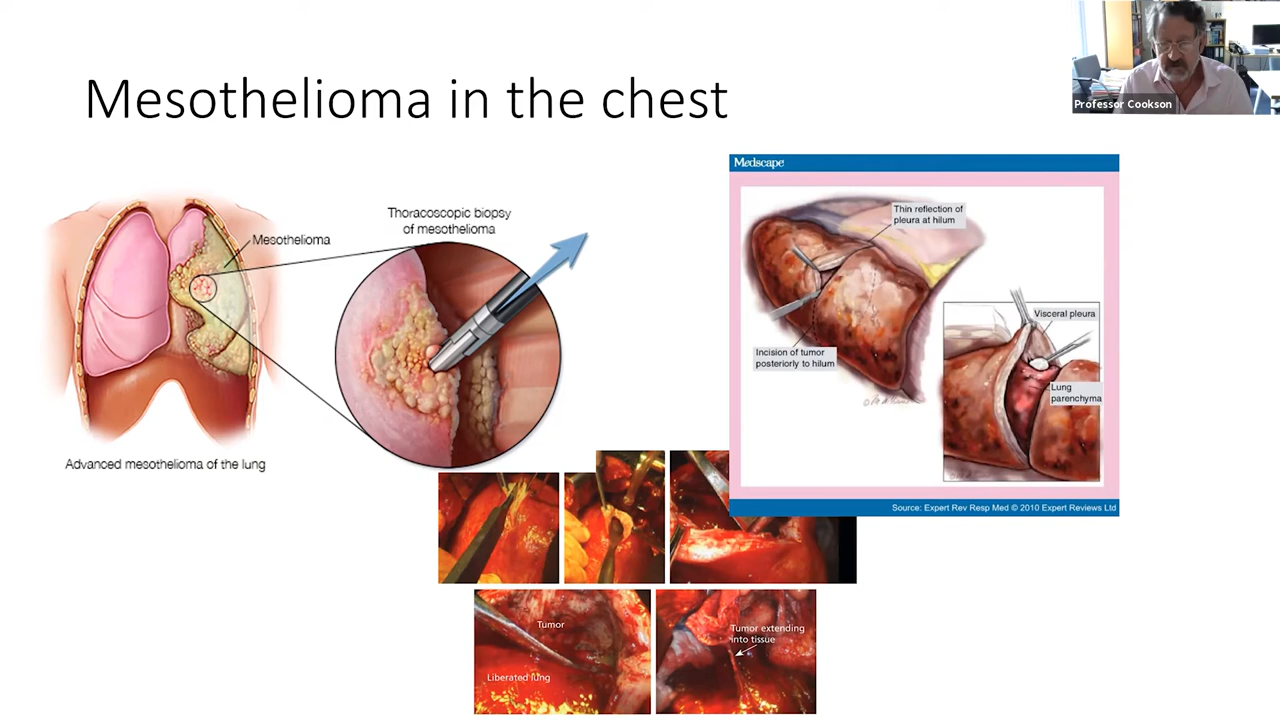 Mesothelioma in the chest
Professor Cookson
Thoracoscopic biopsy
of mesothelioma
Mesothelioma
Advanced mesothelioma of the lung
Medscape
Thin reflection of
pleura at hilum
Incision of tumor
posteriorly to hilum
Visceral pleura
Lung
parenchyma
Source: Expert Rev Resp Med © 2010 Expert Reviews Ltd
Tumor
Liberated lung
Tumor extending
into tissue